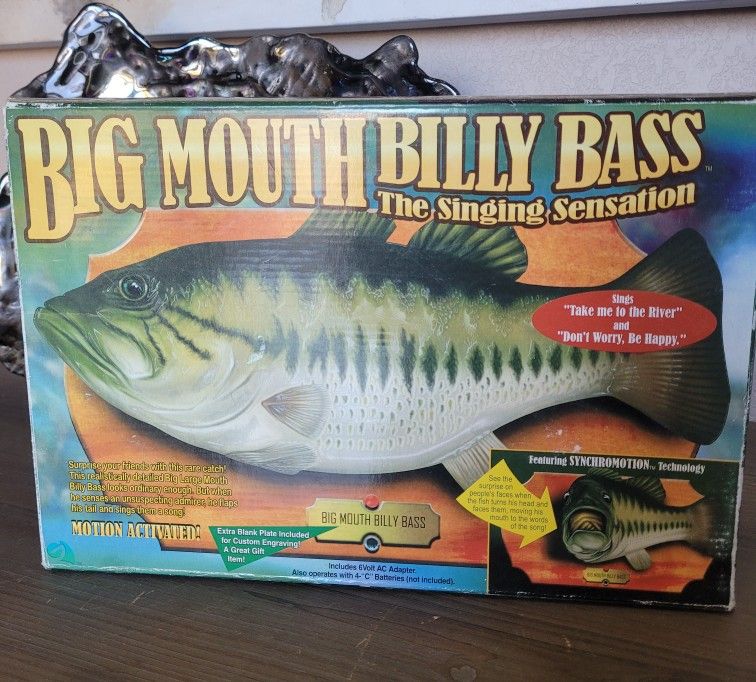 BIG MOUTH BILLY BASS™
The Singing Sensation
Sings
"Take me to the River"
and
"Don't Worry, Be Happy."
Surprise your friends with this rare catch!
This realistically detailed Big Large Mouth
Billy Bass looks ordinary enough, but when
he senses an unsuspecting admirer, he flaps
his tail and sings them a song!
MOTION ACTIVATED!
Extra Blank Plate Included
for Custom Engraving!
A Great Gift
Item!
BIG MOUTH BILLY BASS
Includes 6Volt AC Adapter.
Also operates with 4-"C" Batteries (not included).
Featuring SYNCHROMOTION™ Technology
See the
surprise on
people's faces when
the fish turns his head and
faces them, moving his
mouth to the words
of the song!
BIG MOUTH BILLY BASS